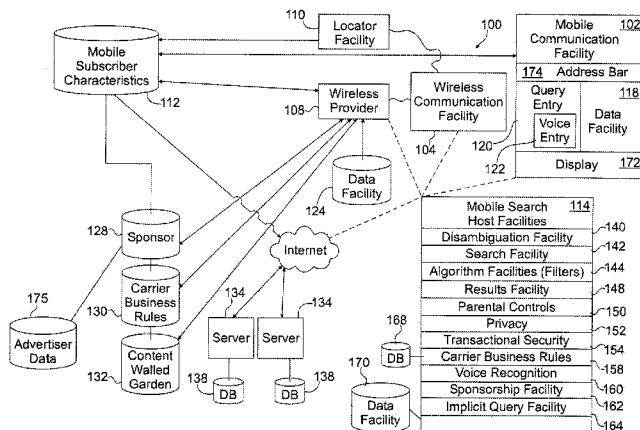 110
Locator
Facility
100
Mobile
Subscriber
Characteristics
112
Wireless
Provider
108
Wireless
Communication
Facility
104
Mobile
Communication
Facility
102
174 Address Bar
Query
Entry
Voice
Entry
120
122
118
Data
Facility
Display 172
Data
Facility
124
Internet
128
Sponsor
130
Carrier
Business
Rules
132
Content
Walled
Garden
175
Advertiser
Data
134
Server
134
Server
138
DB
DB
138
Mobile Search 114
Host Facilities
140
Disambiguation Facility
142
Search Facility
144
Algorithm Facilities (Filters)
148
Results Facility
150
Parental Controls
152
Privacy
154
Transactional Security
158
Carrier Business Rules
160
Voice Recognition
162
Sponsorship Facility
164
Implicit Query Facility
168
DB
170
Data
Facility